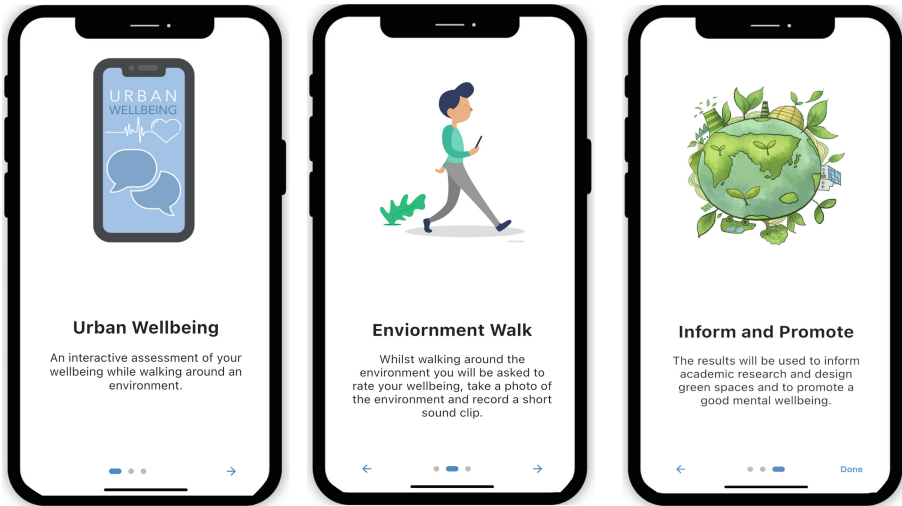 URBAN
WELLBEING
Urban Wellbeing
An interactive assessment of your
wellbeing while walking around an
environment.
Enviornment Walk
Whilst walking around the
environment you will be asked to
rate your wellbeing, take a photo of
the environment and record a short
sound clip.
Inform and Promote
The results will be used to inform
academic research and design
green spaces and to promote a
good mental wellbeing.
Done